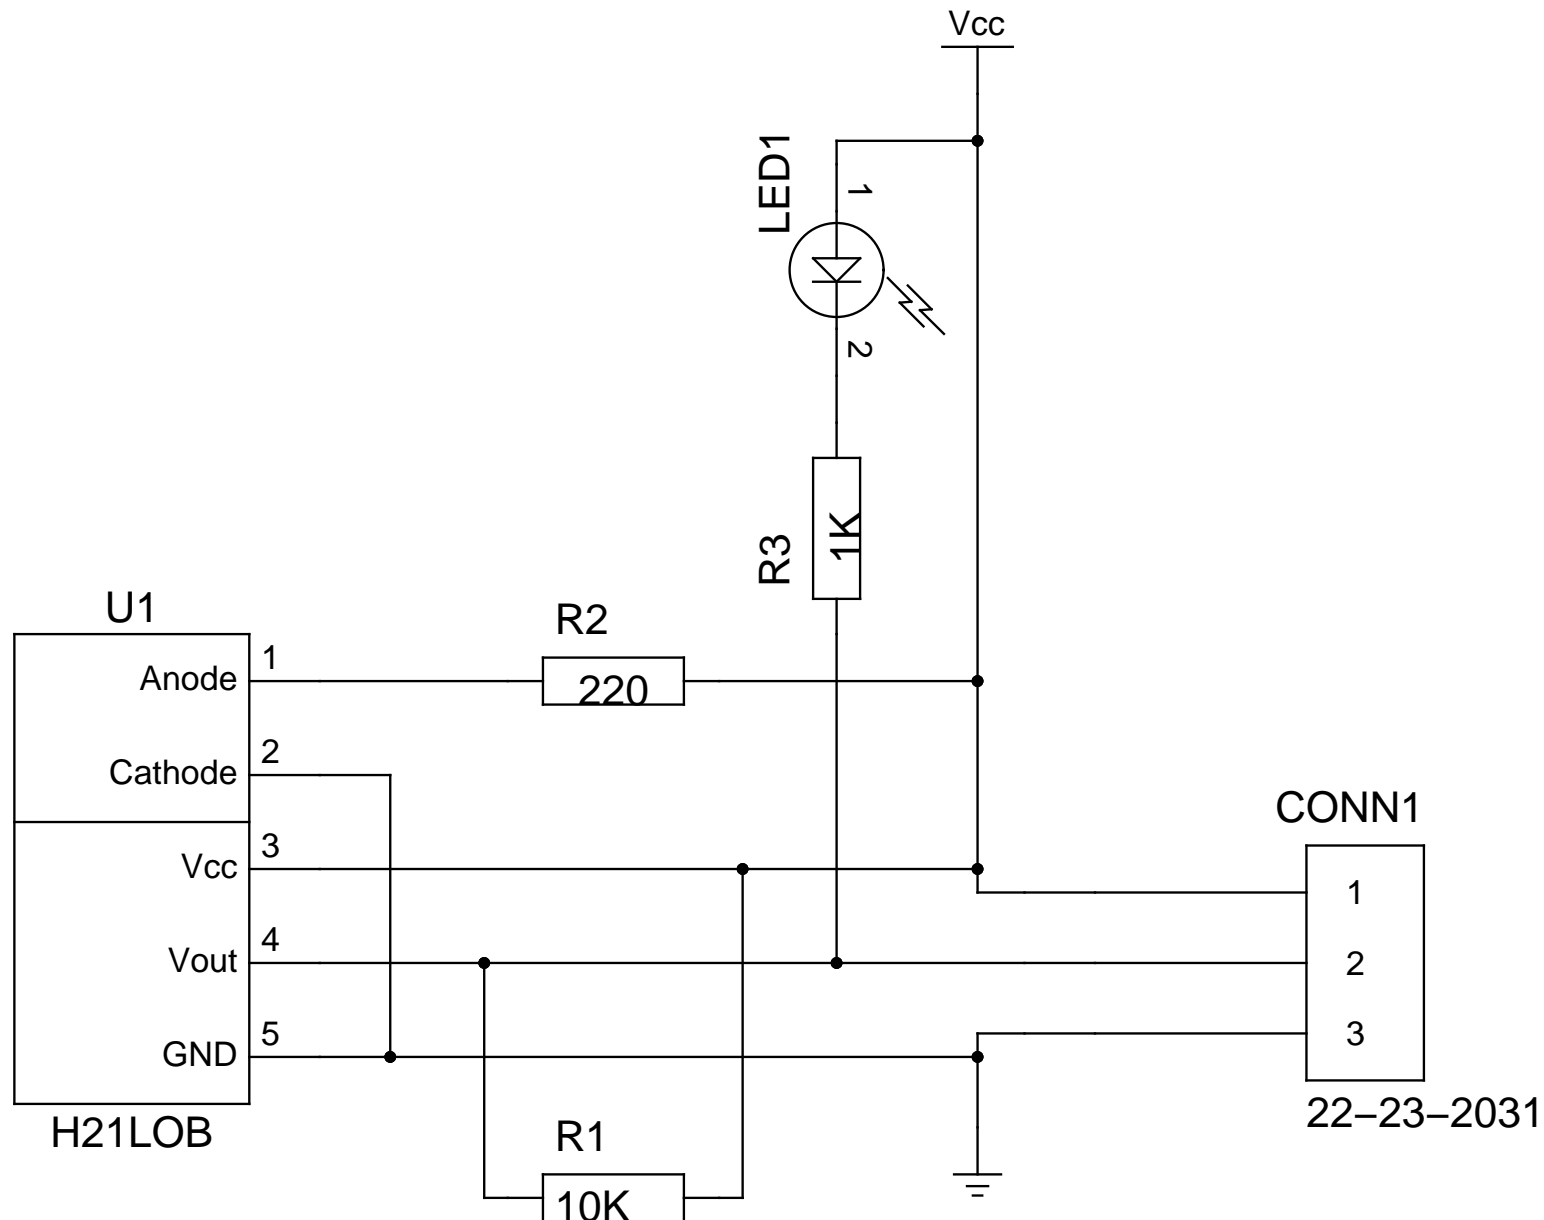 Vcc
LED1
1
2
R3
1K
U1
R2
220
Anode
1
Cathode
2
Vcc
3
Vout
4
GND
5
H21LOB
CONN1
1
2
3
22-23-2031
R1
10K